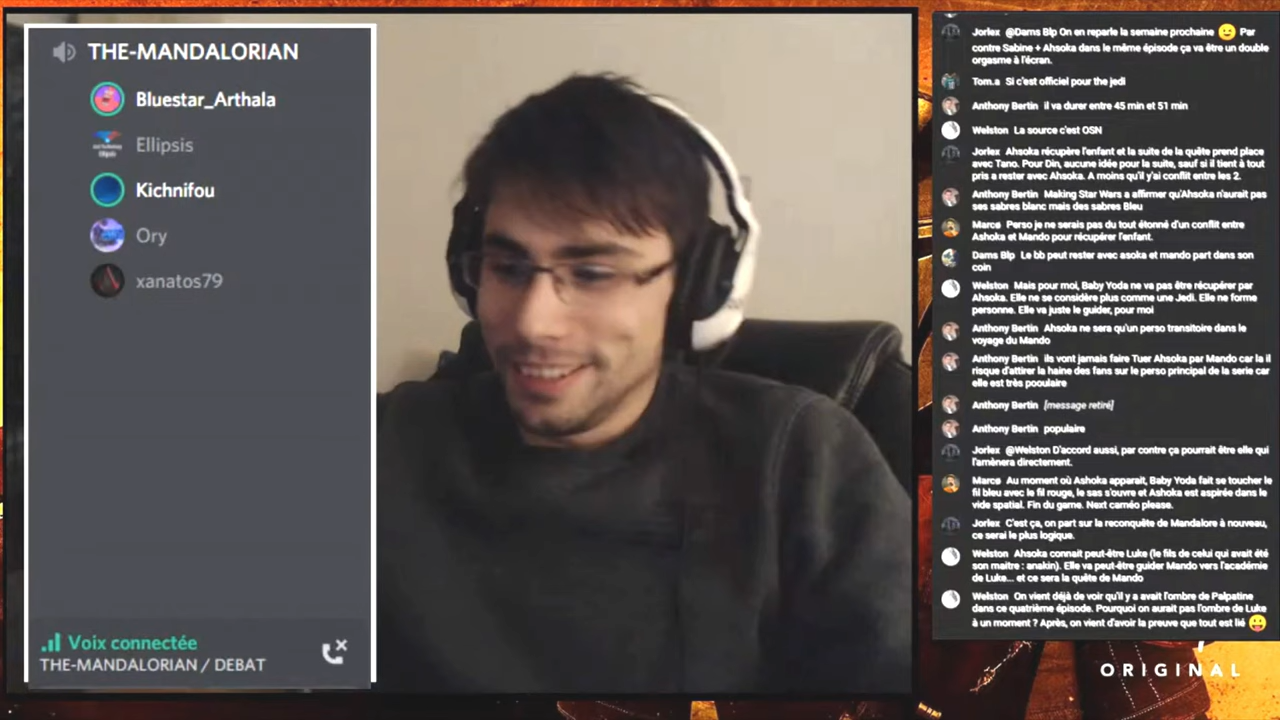 THE-MANDALORIAN
Bluestar_Arthala
Ellipsis
Kichnifou
Ory
xanatos79
Voix connectée
THE-MANDALORIAN / DEBAT
Jorlex @Dams Blp On en reparle la semaine prochaine 😉 Par
contre Sabine + Ahsoka dans le même épisode ça va être un double
orgasme à l'écran.
Tom.a Si c'est officiel pour the jedi
Anthony Bertin il va durer entre 45 min et 51 min
Welston La source c'est OSN
Jorlex Ahsoka récupère l'enfant et la suite de la quête prend place
avec Tano. Pour Din, aucune idée pour la suite, sauf si il tient à tout
pris a rester avec Ahsoka. A moins qu'il y'ai conflit entre les 2.
Anthony Bertin Making Star Wars a affirmer qu'Ahsoka n'aurait pas
ses sabres blanc mais des sabres Bleu
Marcø Perso je ne serais pas du tout étonné d'un conflit entre
Ashoka et Mando pour récupérer l'enfant.
Dams Blp Le bb peut rester avec asoka et mando part dans son
coin
Welston Mais pour moi, Baby Yoda ne va pas être récupérer par
Ahsoka. Elle ne se considère plus comme une Jedi. Elle ne forme
personne. Elle va juste le guider, pour moi
Anthony Bertin Ahsoka ne sera qu'un perso transitoire dans le
voyage du Mando
Anthony Bertin ils vont jamais faire Tuer Ahsoka par Mando car la il
risque d'attirer la haine des fans sur le perso principal de la serie car
elle est très pooulaire
Anthony Bertin [message retiré]
Anthony Bertin populaire
Jorlex @Welston D'accord aussi, par contre ça pourrait être elle qui
l'amènera directement.
Marcø Au moment où Ashoka apparait, Baby Yoda fait se toucher le
fil bleu avec le fil rouge, le sas s'ouvre et Ashoka est aspirée dans le
vide spatial. Fin du game. Next caméo please.
Jorlex C'est ça, on part sur la reconquête de Mandalore à nouveau,
ce serai le plus logique.
Welston Ahsoka connait peut-être Luke (le fils de celui qui avait été
son maitre : anakin). Elle va peut-être guider Mando vers l'académie
de Luke... et ce sera la quête de Mando
Welston On vient déjà de voir qu'il y a avait l'ombre de Palpatine
dans ce quatrième épisode. Pourquoi on aurait pas l'ombre de Luke
à un moment ? Après, on vient d'avoir la preuve que tout est lié 😛
ORIGINAL